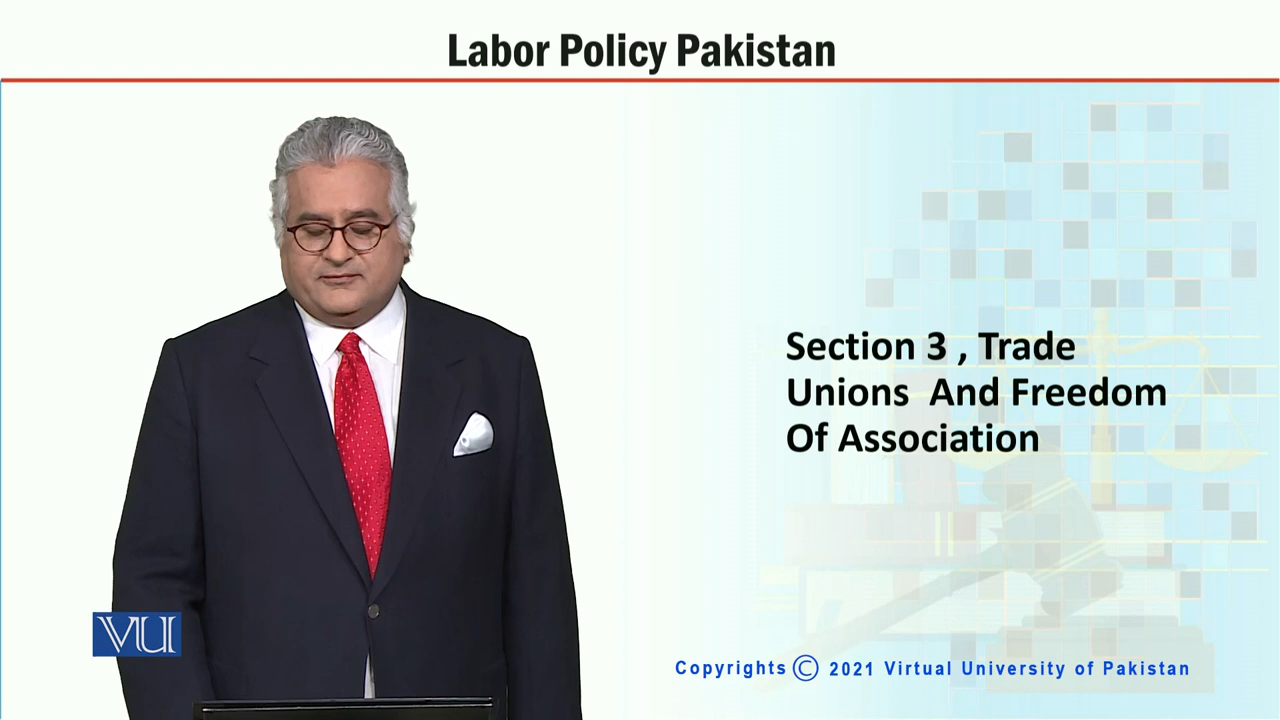 Labor Policy Pakistan
Section 3 , Trade
Unions And Freedom
Of Association
VU
Copyrights © 2021 Virtual University of Pakistan